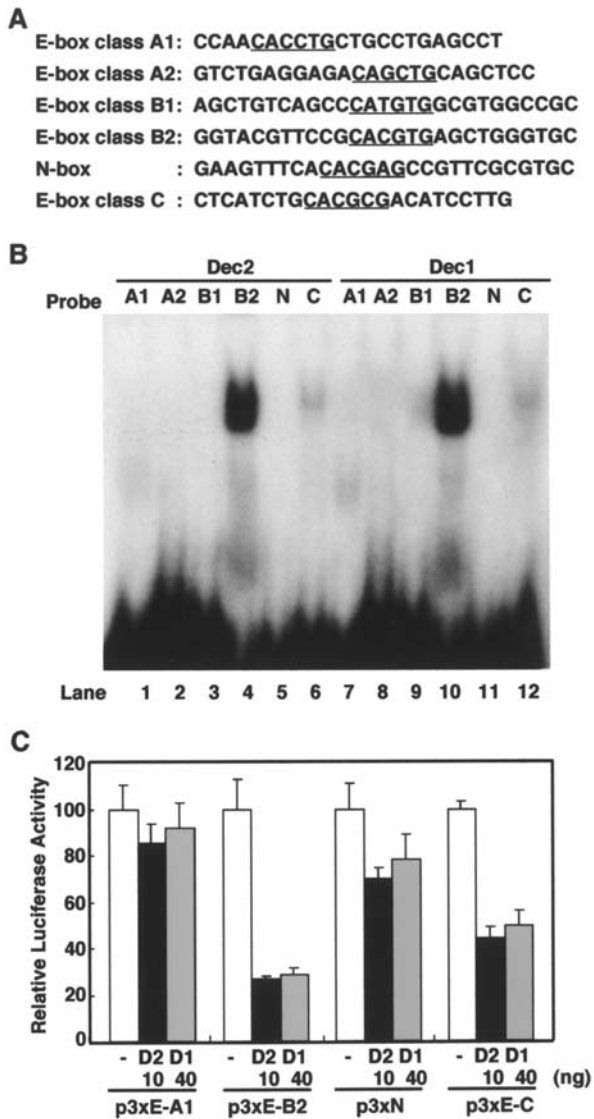 A
E-box class A1: CCAACACCTGCTGCCTGAGCCT
E-box class A2: GTCTGAGGAGACAGCTGCAGCTCC
E-box class B1: AGCTGTCAGCCCATGTGGCGTGGCCGC
E-box class B2: GGTACGTTCCGCACGTGAGCTGGGTGC
N-box : GAAGTTTCACACGAGCCGTTCGCGTGC
E-box class C : CTCATCTGCACGCGACATCCTTG
B
Dec2 Dec1
Probe A1 A2 B1 B2 N C A1 A2 B1 B2 N C
Lane 1 2 3 4 5 6 7 8 9 10 11 12
C
Relative Luciferase Activity
120
100
80
60
40
20
0
- D2 D1 - D2 D1 - D2 D1 - D2 D1
10 40 10 40 10 40 10 40 (ng)
p3xE-A1 p3xE-B2 p3xN p3xE-C